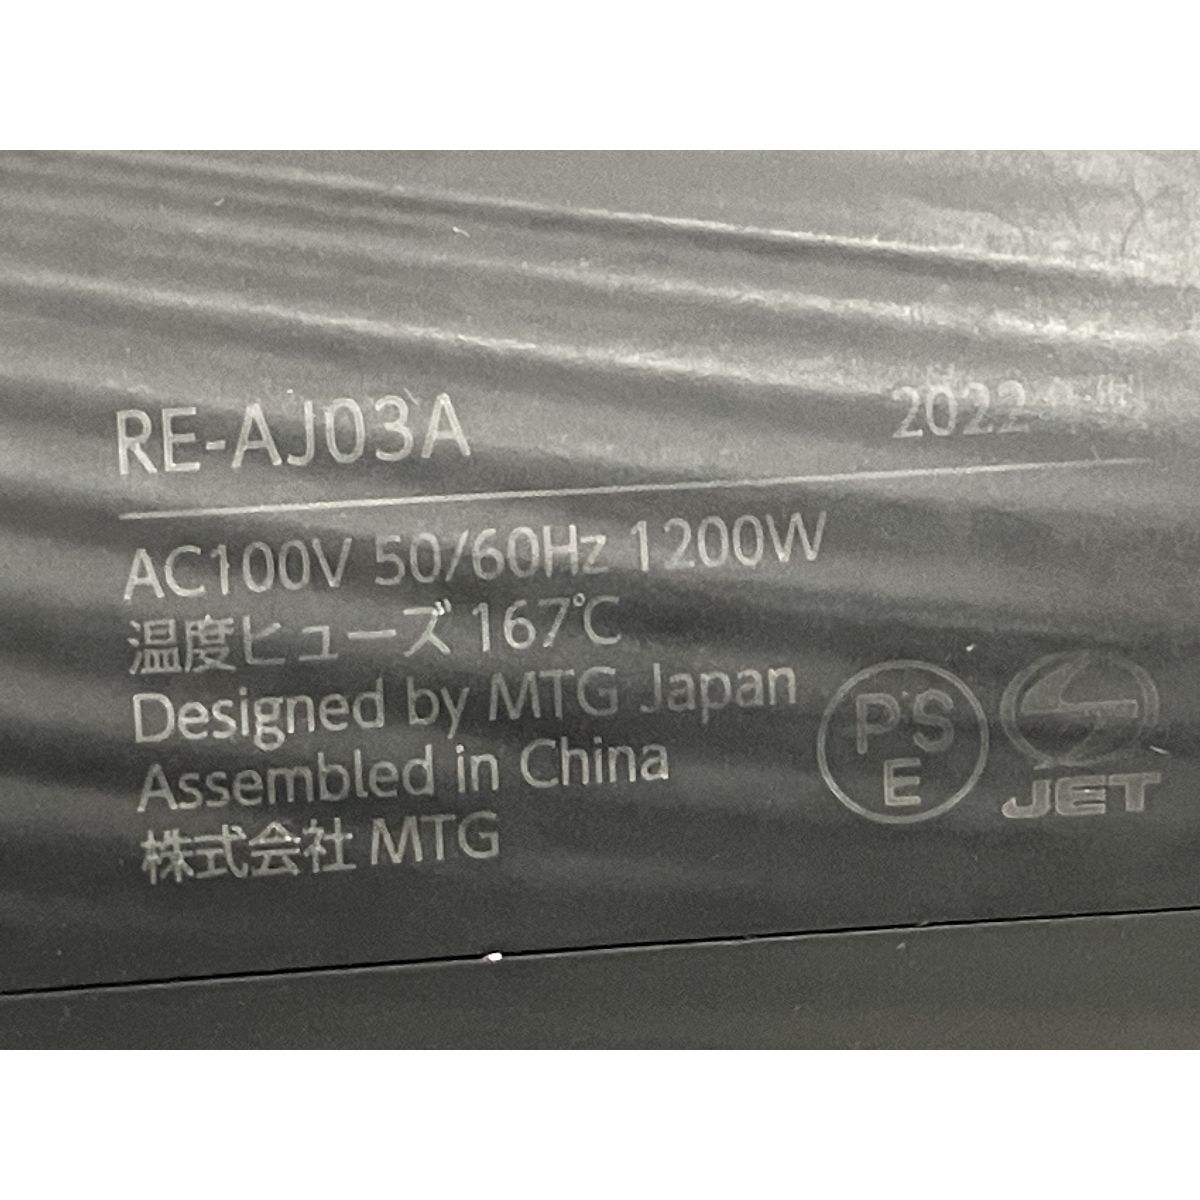 RE-AJ03A 2022
AC100V 50/60Hz 1200W
温度ヒューズ 167℃
Designed by MTG Japan
Assembled in China
株式会社 MTG
PS
E
JET